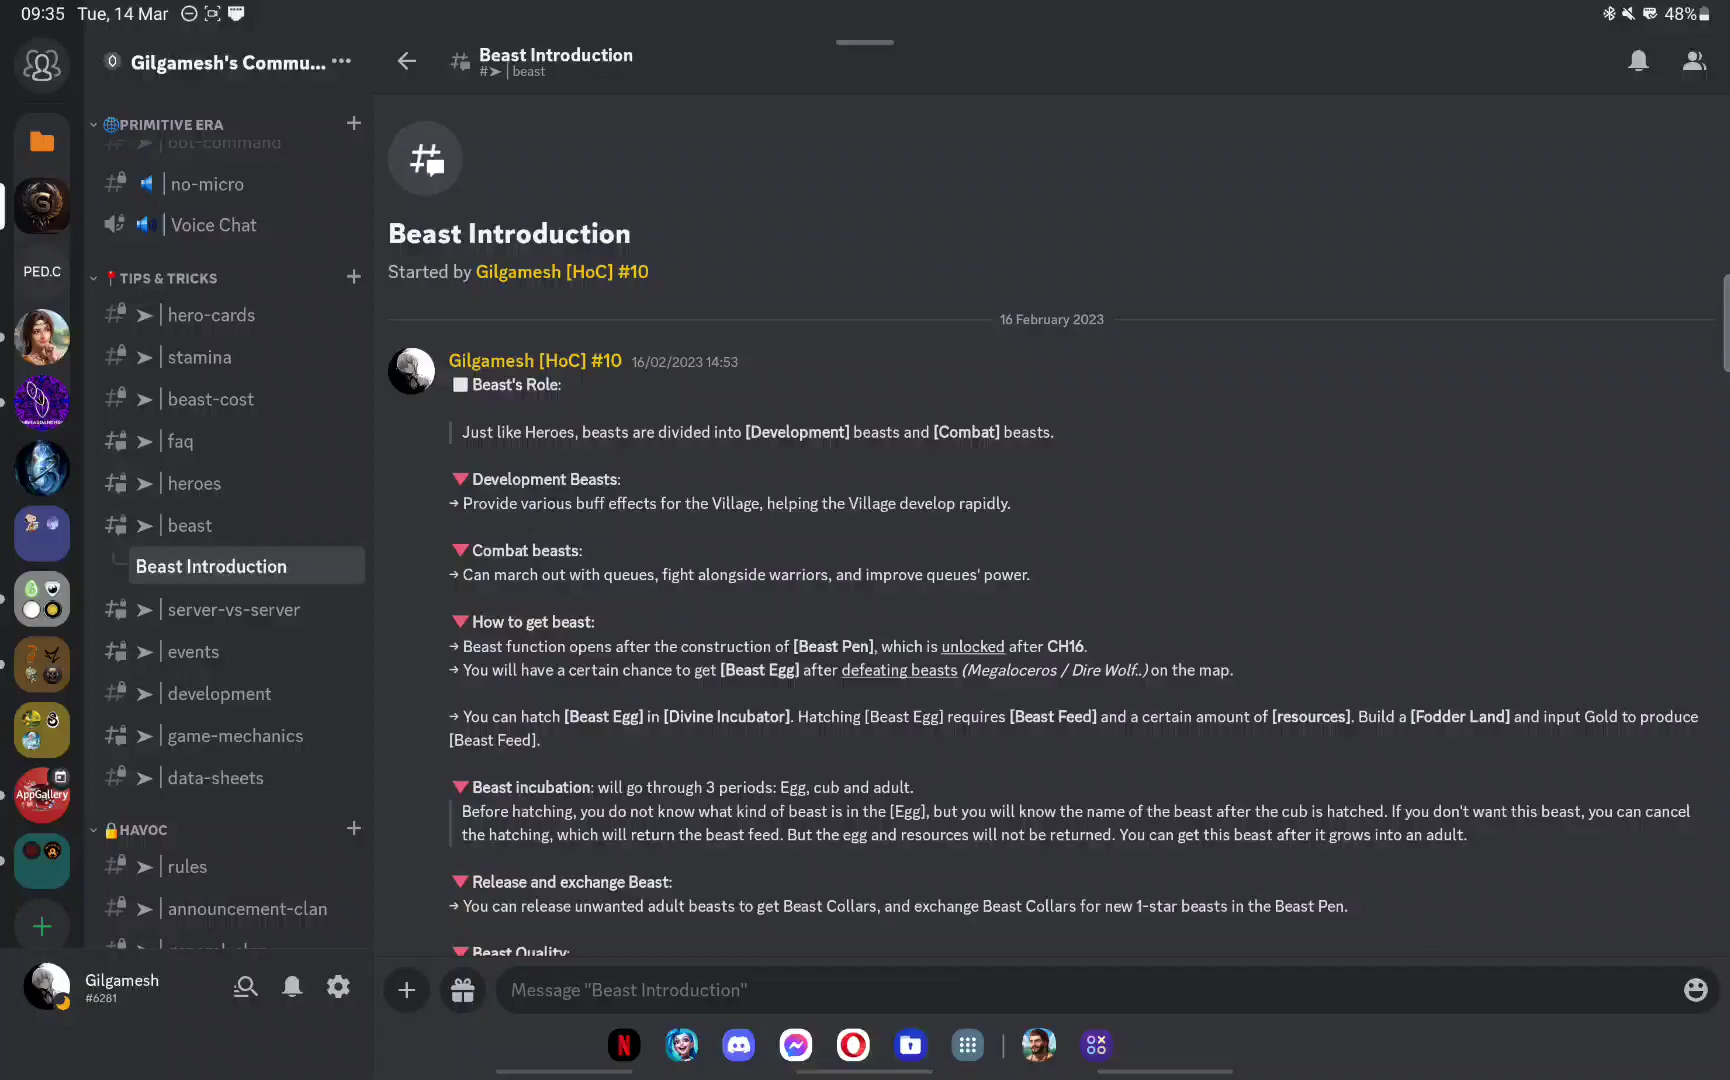 09:35 Tue, 14 Mar
48%
Gilgamesh's Commu...
PRIMITIVE ERA
bot-command
no-micro
Voice Chat
PED.C
TIPS & TRICKS
hero-cards
stamina
beast-cost
faq
heroes
beast
Beast Introduction
server-vs-server
events
development
game-mechanics
data-sheets
AppGallery
HAVOC
rules
announcement-clan
Gilgamesh
#6281
Beast Introduction
#➤ | beast
Beast Introduction
Started by Gilgamesh [HoC] #10
16 February 2023
Gilgamesh [HoC] #10 16/02/2023 14:53
Beast's Role:
Just like Heroes, beasts are divided into [Development] beasts and [Combat] beasts.
Development Beasts:
→ Provide various buff effects for the Village, helping the Village develop rapidly.
Combat beasts:
→ Can march out with queues, fight alongside warriors, and improve queues' power.
How to get beast:
→ Beast function opens after the construction of [Beast Pen], which is unlocked after CH16.
→ You will have a certain chance to get [Beast Egg] after defeating beasts (Megaloceros / Dire Wolf..) on the map.
→ You can hatch [Beast Egg] in [Divine Incubator]. Hatching [Beast Egg] requires [Beast Feed] and a certain amount of [resources]. Build a [Fodder Land] and input Gold to produce
[Beast Feed].
Beast incubation: will go through 3 periods: Egg, cub and adult.
Before hatching, you do not know what kind of beast is in the [Egg], but you will know the name of the beast after the cub is hatched. If you don't want this beast, you can cancel
the hatching, which will return the beast feed. But the egg and resources will not be returned. You can get this beast after it grows into an adult.
Release and exchange Beast:
→ You can release unwanted adult beasts to get Beast Collars, and exchange Beast Collars for new 1-star beasts in the Beast Pen.
Beast Quality:
Message "Beast Introduction"